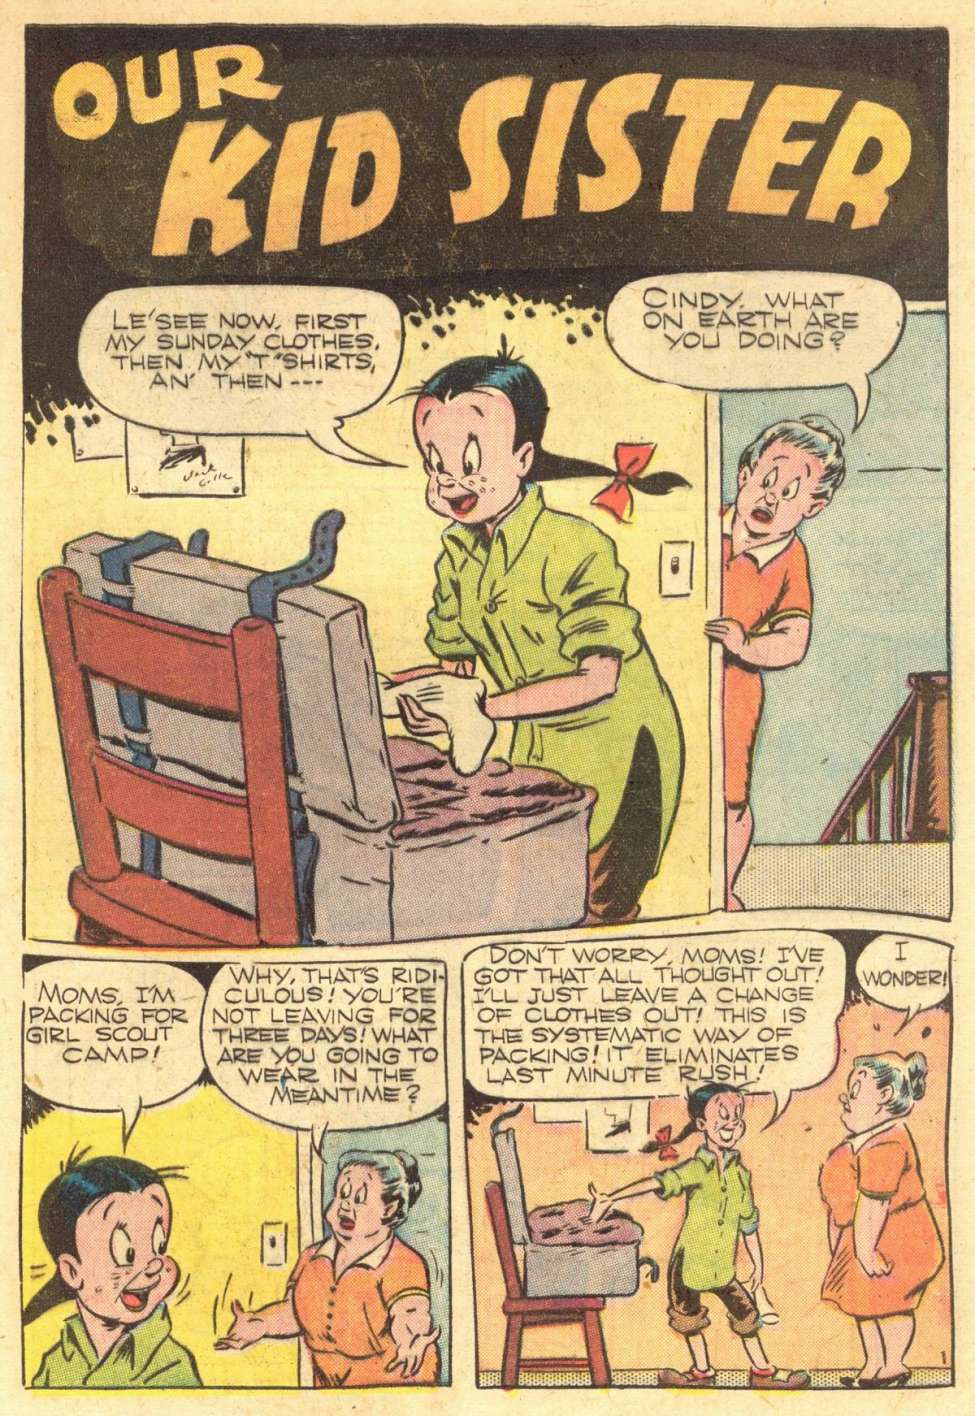 OUR
KID SISTER
LE'SEE NOW, FIRST
MY SUNDAY CLOTHES,
THEN MY "T" SHIRTS,
AN' THEN ---
CINDY, WHAT
ON EARTH ARE
YOU DOING?
MOMS, I'M
PACKING FOR
GIRL SCOUT
CAMP!
WHY, THAT'S RIDI-
CULOUS! YOU'RE
NOT LEAVING FOR
THREE DAYS! WHAT
ARE YOU GOING TO
WEAR IN THE
MEANTIME?
DON'T WORRY, MOMS! I'VE
GOT THAT ALL THOUGHT OUT!
I'LL JUST LEAVE A CHANGE
OF CLOTHES OUT! THIS IS
THE SYSTEMATIC WAY OF
PACKING! IT ELIMINATES
LAST MINUTE RUSH!
I
WONDER!
1